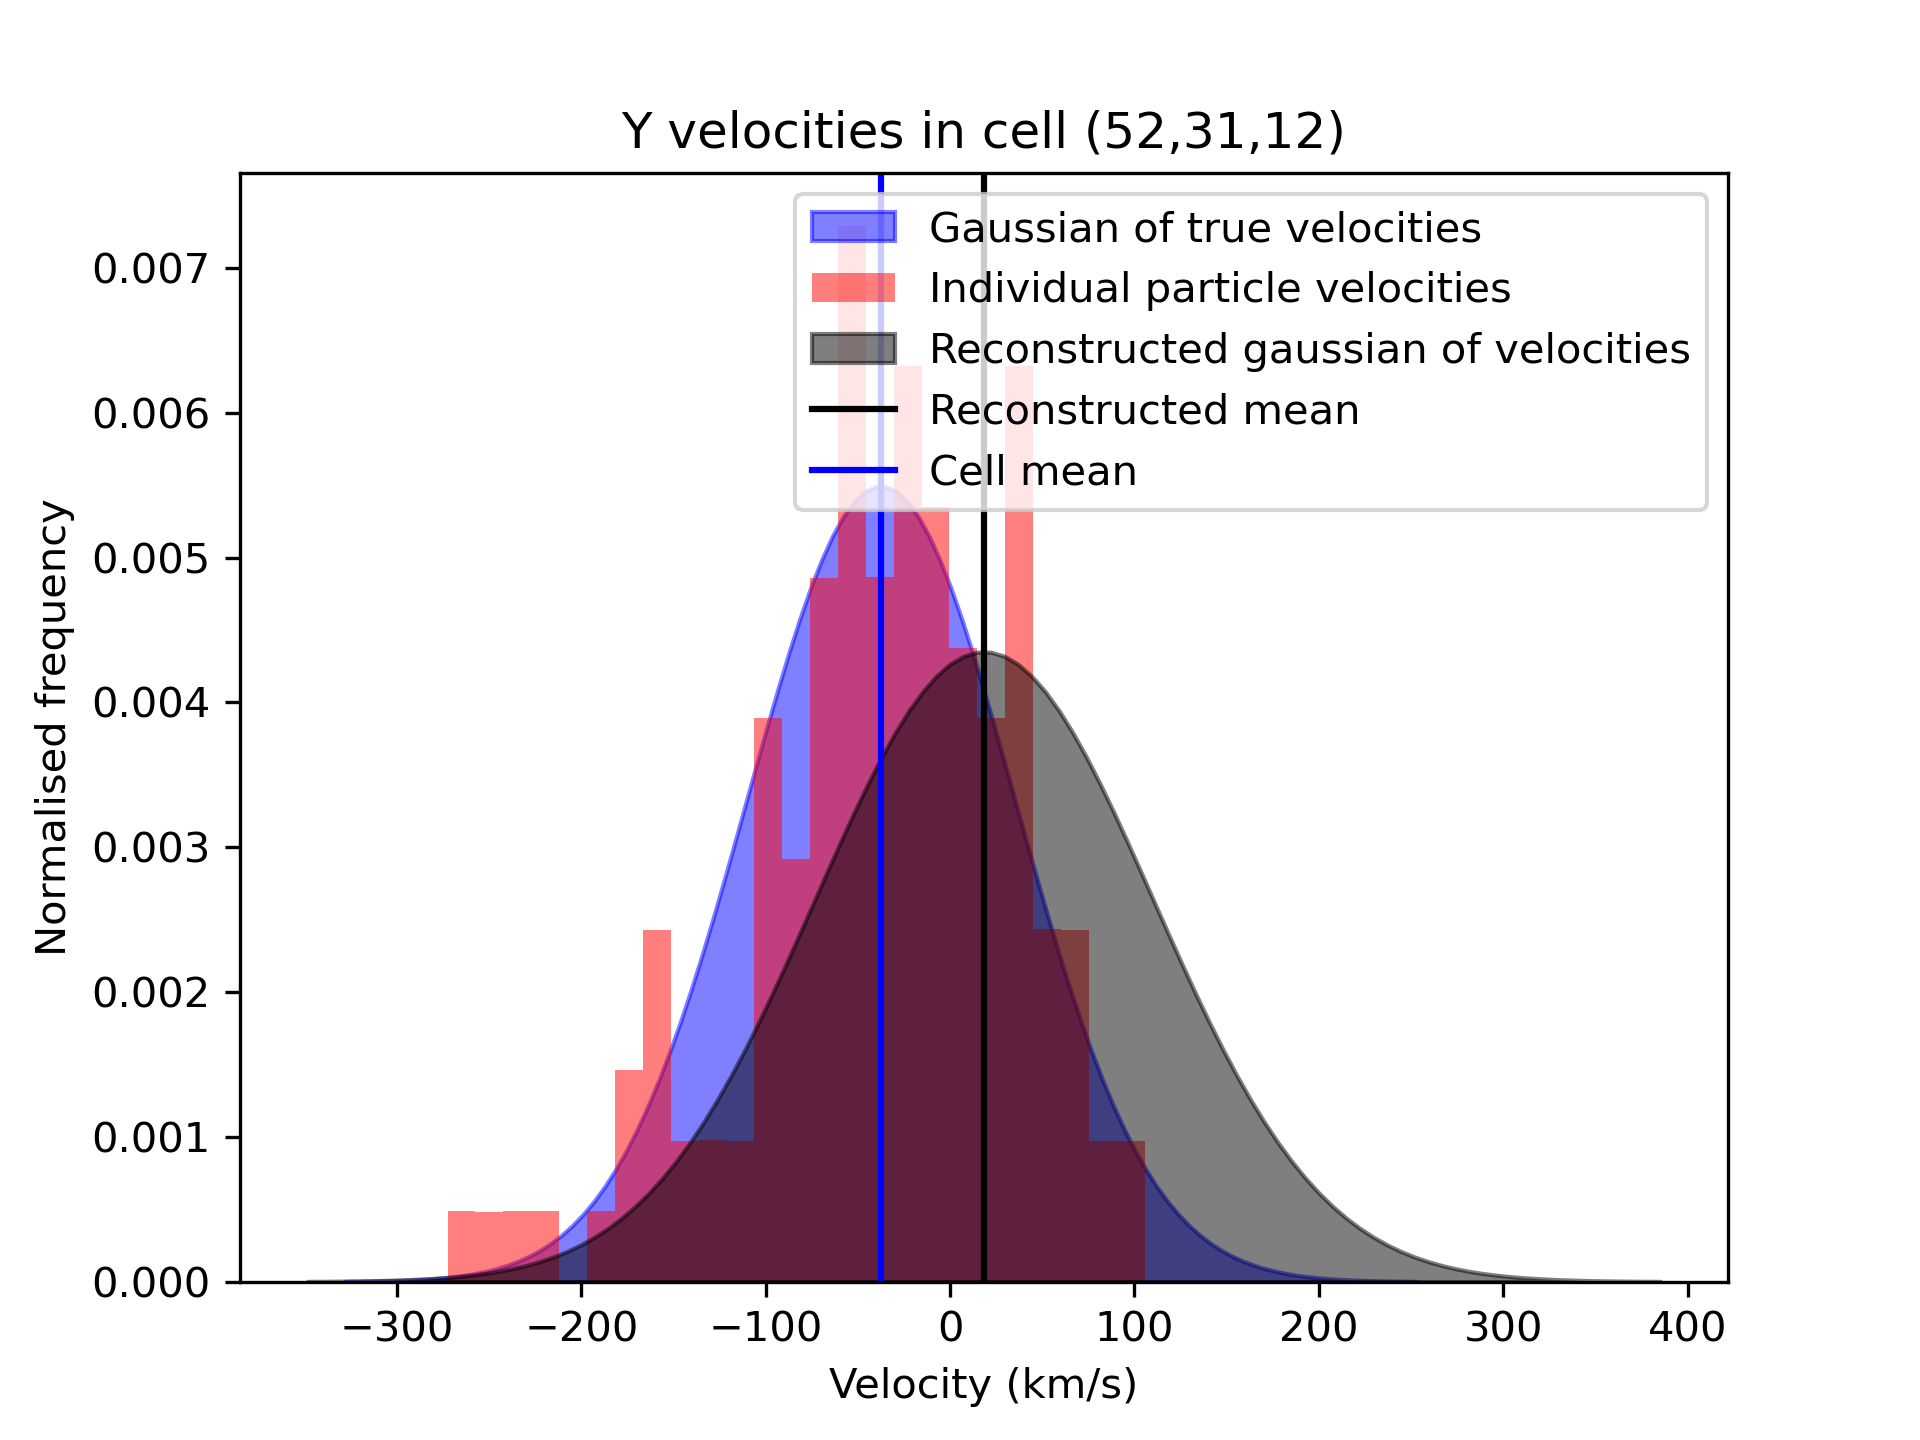 Y velocities in cell (52,31,12)
Gaussian of true velocities
Individual particle velocities
Reconstructed gaussian of velocities
Reconstructed mean
Cell mean
Normalised frequency
0.007
0.006
0.005
0.004
0.003
0.002
0.001
0.000
−300 −200 −100 0 100 200 300 400
Velocity (km/s)